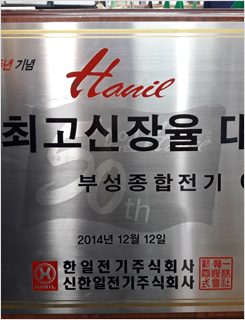 년 기념
Hanil
최고신장율 대
50th
부성종합전기
2014년 12월 12일
한일전기주식회사
신한일전기주식회사
HANIL